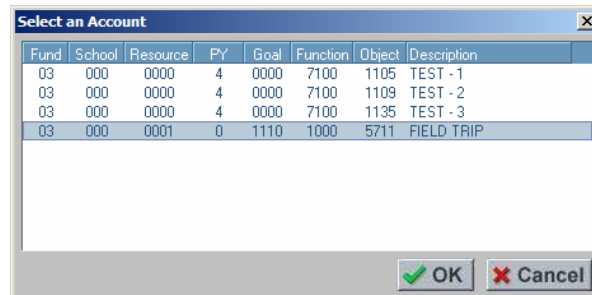 Select an Account
Fund School Resource PY Goal Function Object Description
03 000 0000 4 0000 7100 1105 TEST - 1
03 000 0000 4 0000 7100 1109 TEST - 2
03 000 0000 4 0000 7100 1135 TEST - 3
03 000 0001 0 1110 1000 5711 FIELD TRIP
OK Cancel